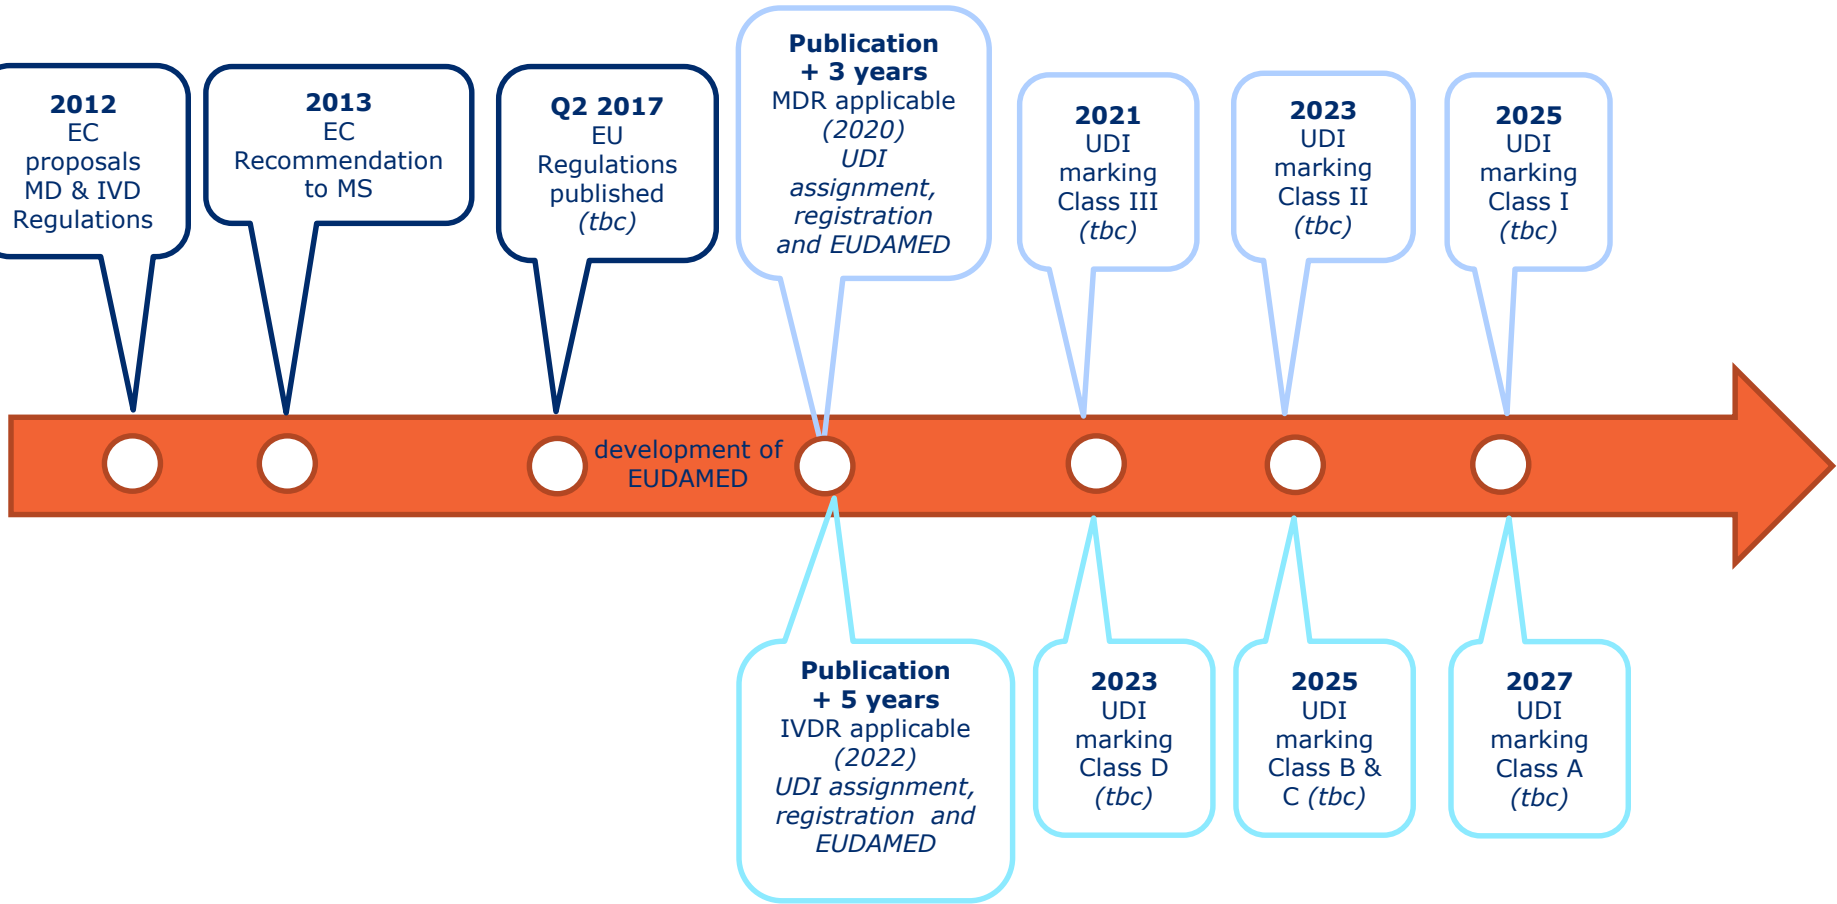 2012
EC
proposals
MD & IVD
Regulations
2013
EC
Recommendation
to MS
Q2 2017
EU
Regulations
published
(tbc)
Publication
+ 3 years
MDR applicable
(2020)
UDI
assignment,
registration
and EUDAMED
2021
UDI
marking
Class III
(tbc)
2023
UDI
marking
Class II
(tbc)
2025
UDI
marking
Class I
(tbc)
development of
EUDAMED
Publication
+ 5 years
IVDR applicable
(2022)
UDI assignment,
registration and
EUDAMED
2023
UDI
marking
Class D
(tbc)
2025
UDI
marking
Class B &
C (tbc)
2027
UDI
marking
Class A
(tbc)